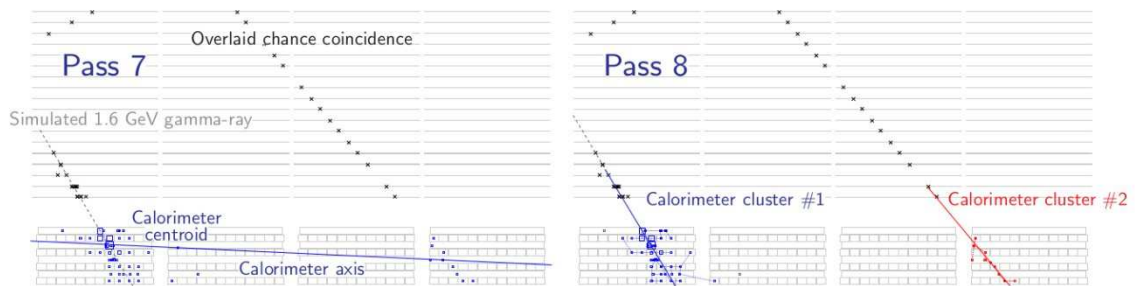 Overlaid chance coincidence
Pass 7
Simulated 1.6 GeV gamma-ray
Calorimeter
centroid
Calorimeter axis
Pass 8
Calorimeter cluster #1
Calorimeter cluster #2